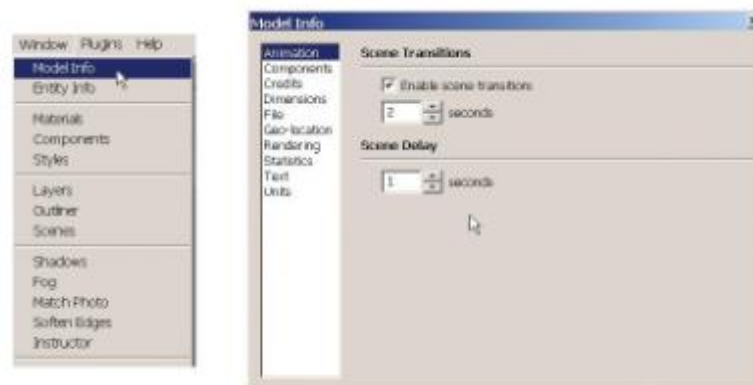 Window Plugins Help
Model Info
Entity Info
Materials
Components
Styles
Layers
Outliner
Scenes
Shadows
Fog
Match Photo
Soften Edges
Instructor
Model Info
Animation
Components
Credits
Dimensions
File
Geo-location
Rendering
Statistics
Text
Units
Scene Transitions
Enable scene transitions
2 seconds
Scene Delay
1 seconds